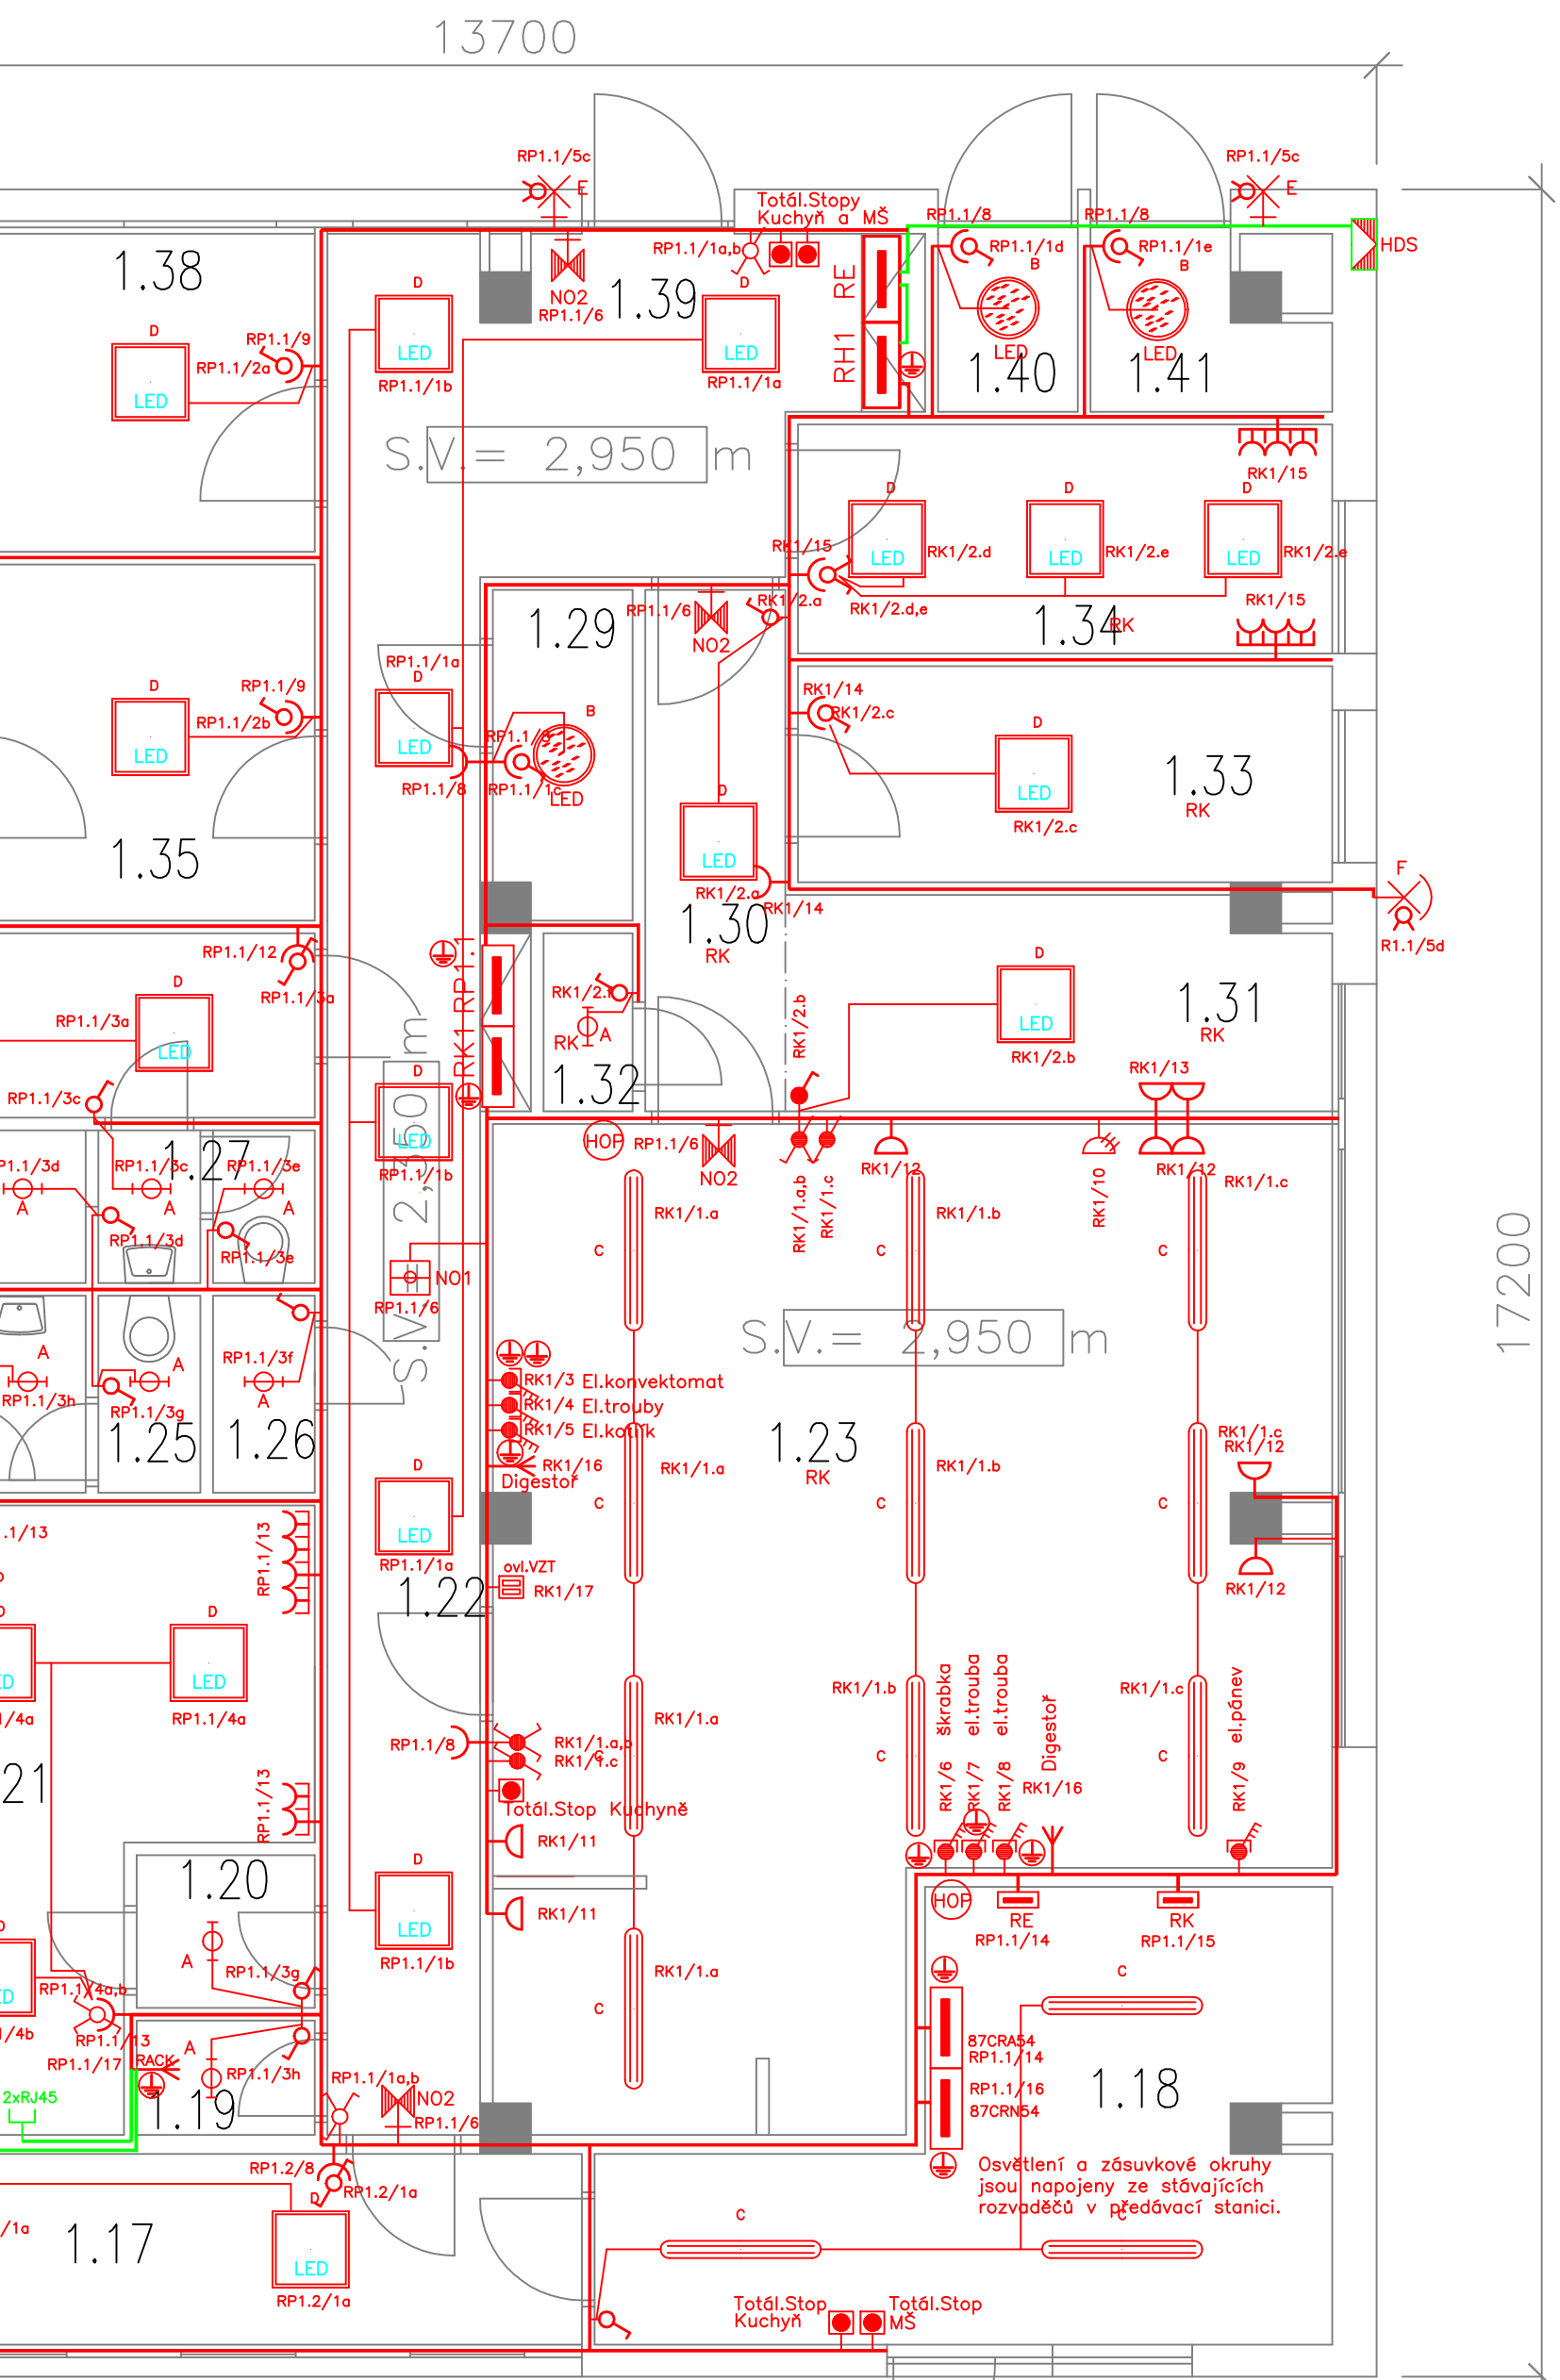 13700
RP1.1/5c
E
RP1.1/5c
E
Totál.Stopy
Kuchyň a MŠ
RP1.1/8
RP1.1/8
RP1.1/1a,b
RP1.1/1d
RP1.1/1e
B
B
HDS
1.38
NO2
RP1.1/6
1.39
RE
RH1
D
D
D
RP1.1/9
RP1.1/2a
LED
LED
LED
LED
LED
RP1.1/1b
RP1.1/1a
1.40
1.41
S.V.= 2,950 m
RK1/15
D
D
D
RK1/15
LED
RK1/2.d
LED
RK1/2.e
LED
RK1/2.e
RK1/2.a
RK1/2.d,e
RK1/15
1.29
RP1.1/6
NO2
1.34
RK
RP1.1/1a
D
D
RP1.1/9
RP1.1/2b
LED
LED
B
RP1.1/8
RP1.1/8
RP1.1/1c
LED
RK1/14
RK1/2.c
D
LED
RK1/2.c
1.33
RK
D
LED
RK1/2.a
RK1/14
1.35
1.30
RK
F
R1.1/5d
RP1.1/12
RP1.1/3a
D
RP1.1/3a
LED
RP1.1
RK1
RK1/2.f
RK
A
1.32
RK1/2.b
D
LED
RK1/2.b
1.31
RK
S.V.= 2,350 m
RP1.1/3c
D
LED
RP1.1/1b
RK1/13
HOP
RP1.1/6
NO2
RK1/12
RK1/10
RK1/12
RK1/1.a,b
RK1/1.c
1.27
RP1.1/3c
RP1.1/3e
A
A
A
RP1.1/3d
RP1.1/3e
RK1/1.a
RK1/1.b
RK1/1.c
C
C
C
17200
NO1
RP1.1/6
S.V.= 2,950 m
A
A
RP1.1/3f
RP1.1/3h
RP1.1/3g
A
1.25
1.26
RK1/3 El.konvektomat
RK1/4 El.trouby
RK1/5 El.kotlík
RK1/16
Digestoř
1.23
RK
RK1/1.a
RK1/1.b
RK1/1.c
RK1/12
C
C
C
D
LED
RP1.1/1a
RP1.1/13
ovl.VZT
RK1/17
RK1/12
1.22
D
LED
RP1.1/4a
RK1/1.a
RK1/1.b
RK1/1.c
škrabka
el.trouba
el.trouba
Digestoř
el.pánev
RP1.1/8
RK1/1.a,b
RK1/1.c
C
C
C
RK1/6
RK1/7
RK1/8
RK1/16
RK1/9
Totál.Stop Kuchyně
RP1.1/13
RK1/11
1.20
D
LED
RP1.1/1b
RK1/11
HOP
RE
RP1.1/14
RK
RP1.1/15
A
RP1.1/3g
RP1.1/4a,b
RP1.1/13
RK1/1.a
C
C
RP1.1/17
RACK
A
RP1.1/3h
87CRA54
RP1.1/14
RP1.1/16
87CRN54
1.18
2xRJ45
1.19
RP1.1/1a,b
NO2
RP1.1/6
RP1.2/8
RP1.2/1a
D
LED
RP1.2/1a
1.17
Osvětlení a zásuvkové okruhy
jsou napojeny ze stávajících
rozvaděčů v předávací stanici.
C
C
Totál.Stop
Kuchyň
Totál.Stop
MŠ